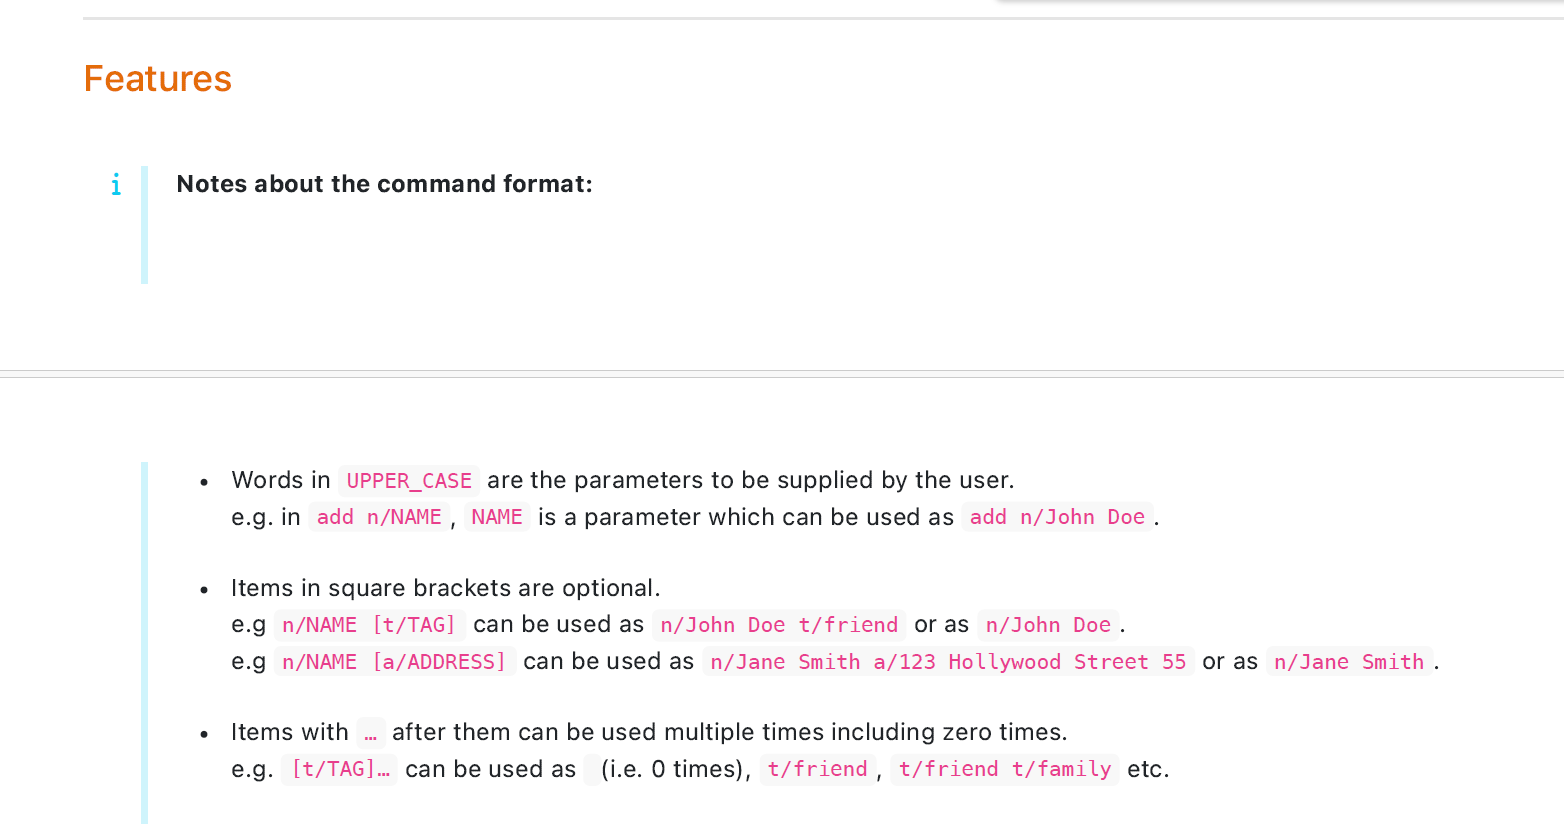 Features
i
Notes about the command format:
• Words in UPPER_CASE are the parameters to be supplied by the user.
e.g. in add n/NAME , NAME is a parameter which can be used as add n/John Doe .
• Items in square brackets are optional.
e.g n/NAME [t/TAG] can be used as n/John Doe t/friend or as n/John Doe .
e.g n/NAME [a/ADDRESS] can be used as n/Jane Smith a/123 Hollywood Street 55 or as n/Jane Smith .
• Items with … after them can be used multiple times including zero times.
e.g. [t/TAG]… can be used as (i.e. 0 times), t/friend , t/friend t/family etc.